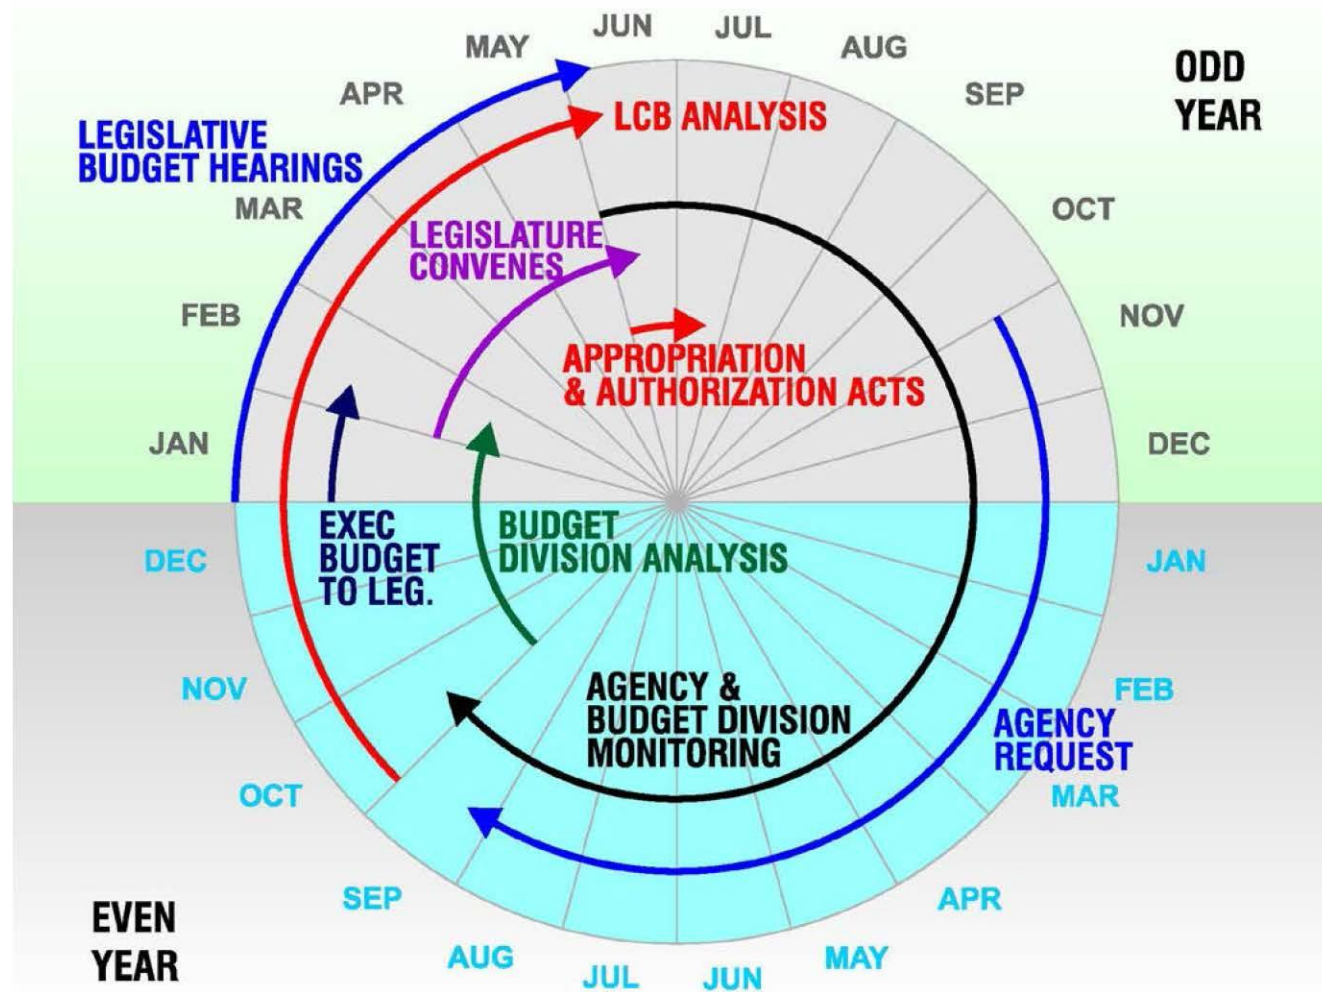 JUN
JUL
MAY
AUG
ODD
YEAR
APR
SEP
LCB ANALYSIS
LEGISLATIVE
BUDGET HEARINGS
MAR
OCT
LEGISLATURE
CONVENES
FEB
NOV
APPROPRIATION
& AUTHORIZATION ACTS
JAN
DEC
EXEC
BUDGET
TO LEG.
BUDGET
DIVISION ANALYSIS
DEC
JAN
NOV
FEB
AGENCY &
BUDGET DIVISION
MONITORING
AGENCY
REQUEST
OCT
MAR
SEP
APR
EVEN
YEAR
AUG
MAY
JUL
JUN